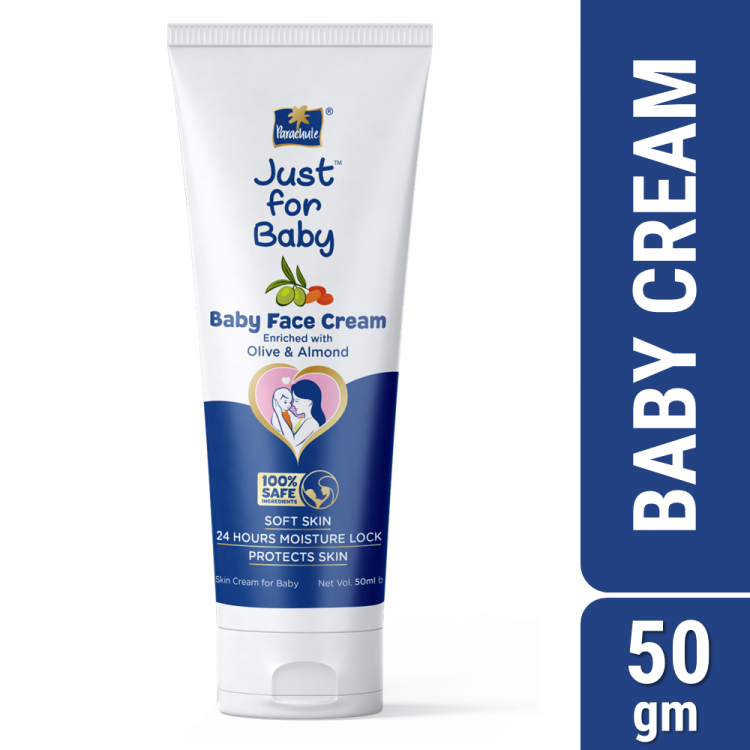 Parachute ®
Just™
for
Baby
Baby Face Cream
Enriched with
Olive & Almond
100%
SAFE
INGREDIENTS
SOFT SKIN
24 HOURS MOISTURE LOCK
PROTECTS SKIN
Skin Cream for Baby Net Vol. 50ml b
BABY CREAM
50
gm